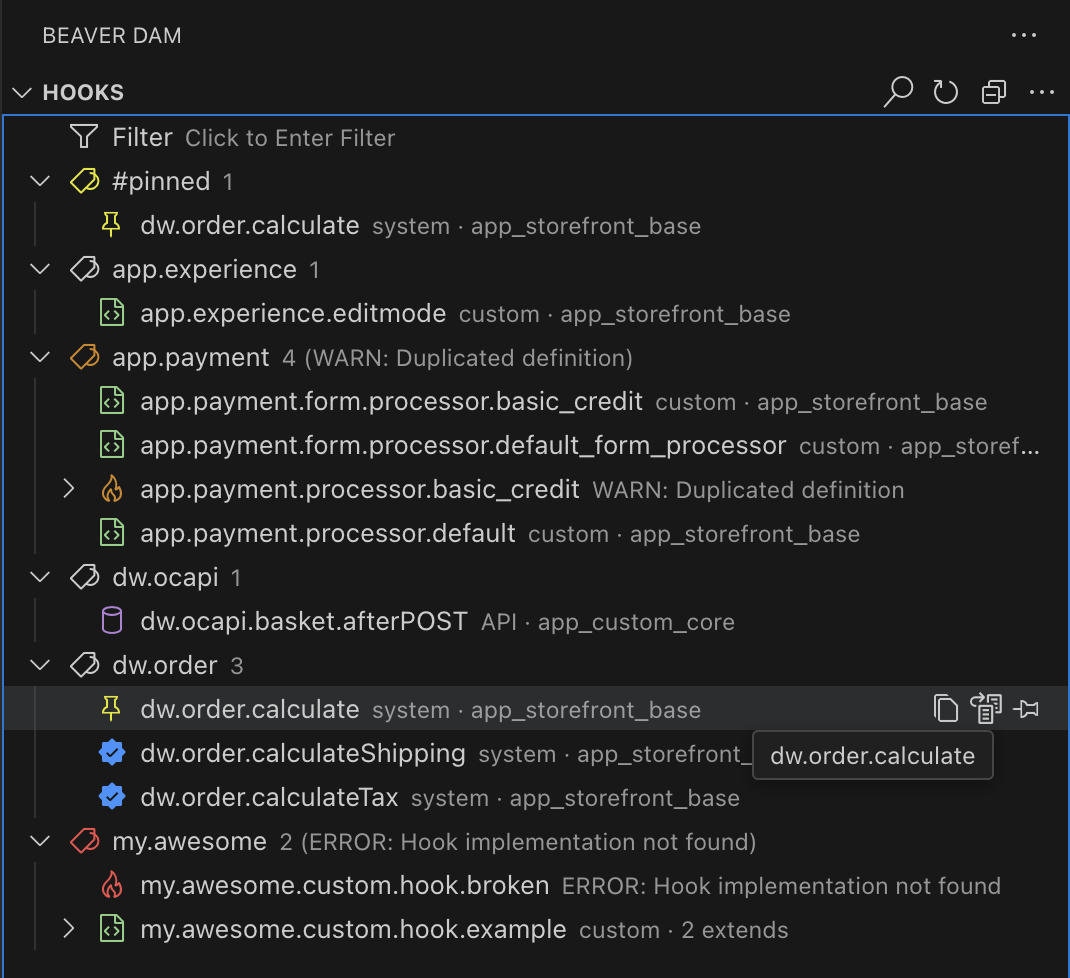 BEAVER DAM
HOOKS
Filter Click to Enter Filter
#pinned 1
dw.order.calculate system · app_storefront_base
app.experience 1
app.experience.editmode custom · app_storefront_base
app.payment 4 (WARN: Duplicated definition)
app.payment.form.processor.basic_credit custom · app_storefront_base
app.payment.form.processor.default_form_processor custom · app_storef...
app.payment.processor.basic_credit WARN: Duplicated definition
app.payment.processor.default custom · app_storefront_base
dw.ocapi 1
dw.ocapi.basket.afterPOST API · app_custom_core
dw.order 3
dw.order.calculate system · app_storefront_base
dw.order.calculateShipping system · app_storefront_
dw.order.calculate
dw.order.calculateTax system · app_storefront_base
my.awesome 2 (ERROR: Hook implementation not found)
my.awesome.custom.hook.broken ERROR: Hook implementation not found
my.awesome.custom.hook.example custom · 2 extends